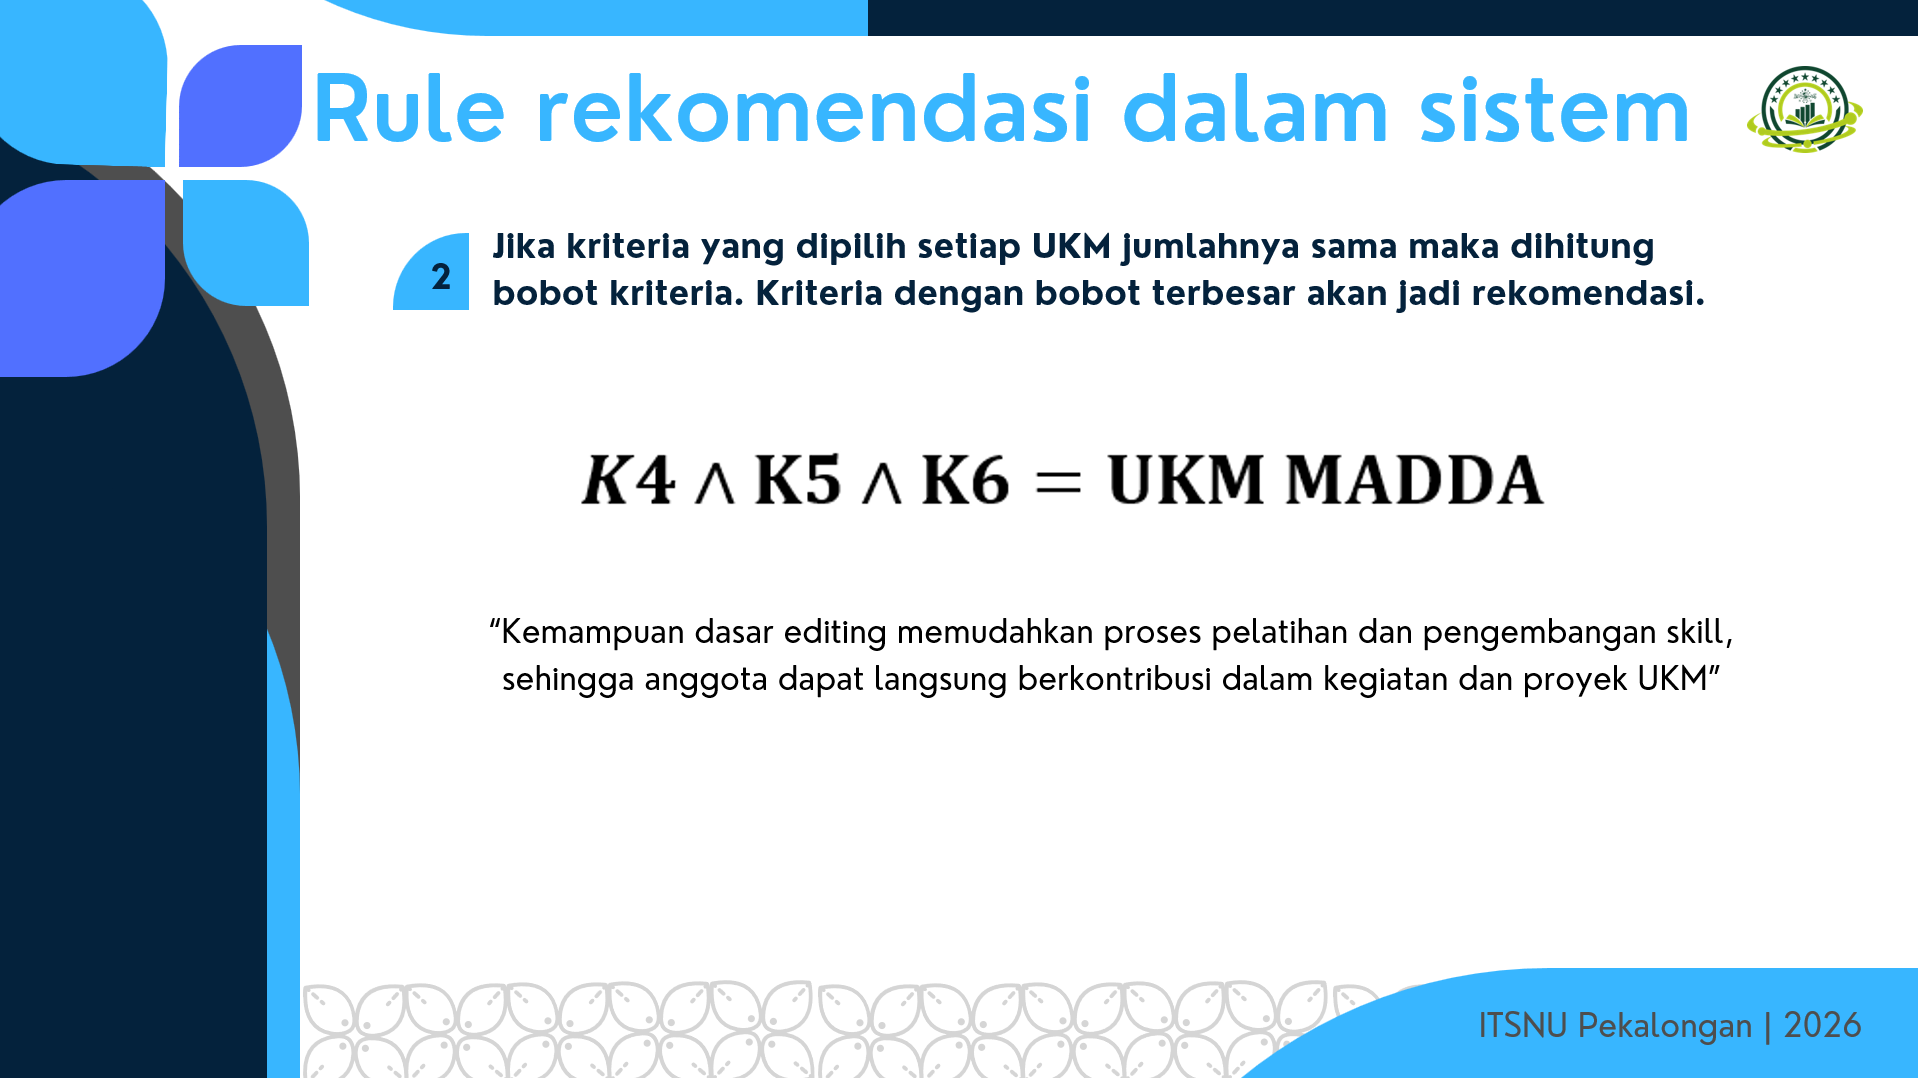 Rule rekomendasi dalam sistem
2
Jika kriteria yang dipilih setiap UKM jumlahnya sama maka dihitung
bobot kriteria. Kriteria dengan bobot terbesar akan jadi rekomendasi.
K4 ∧ K5 ∧ K6 = UKM MADDA
“Kemampuan dasar editing memudahkan proses pelatihan dan pengembangan skill,
sehingga anggota dapat langsung berkontribusi dalam kegiatan dan proyek UKM”
ITSNU Pekalongan | 2026